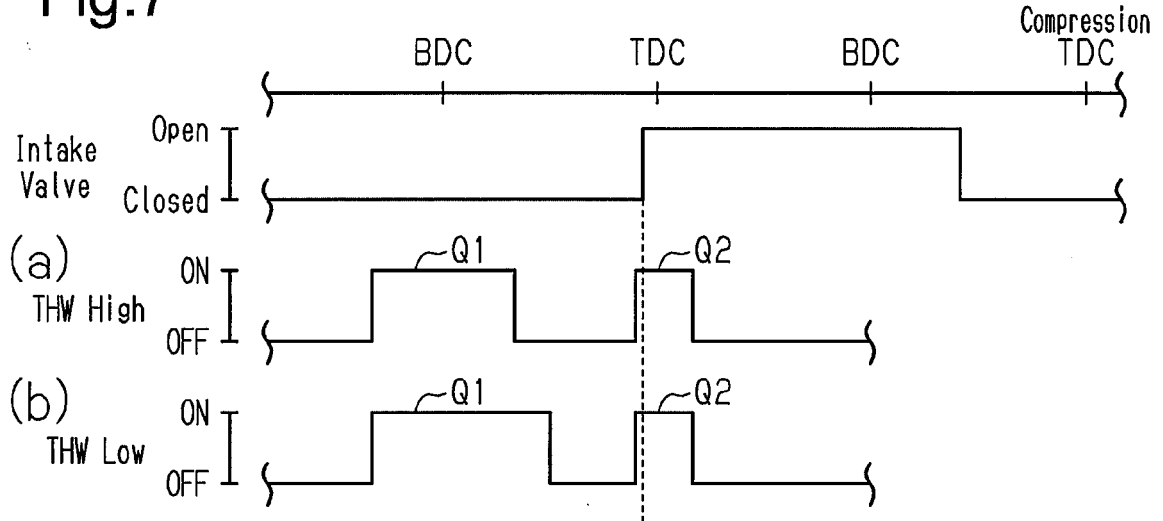 Fig.7
Compression
BDC TDC BDC TDC
Intake
Valve
Open
Closed
(a)
THW High
ON
OFF
Q1 Q2
(b)
THW Low
ON
OFF
Q1 Q2